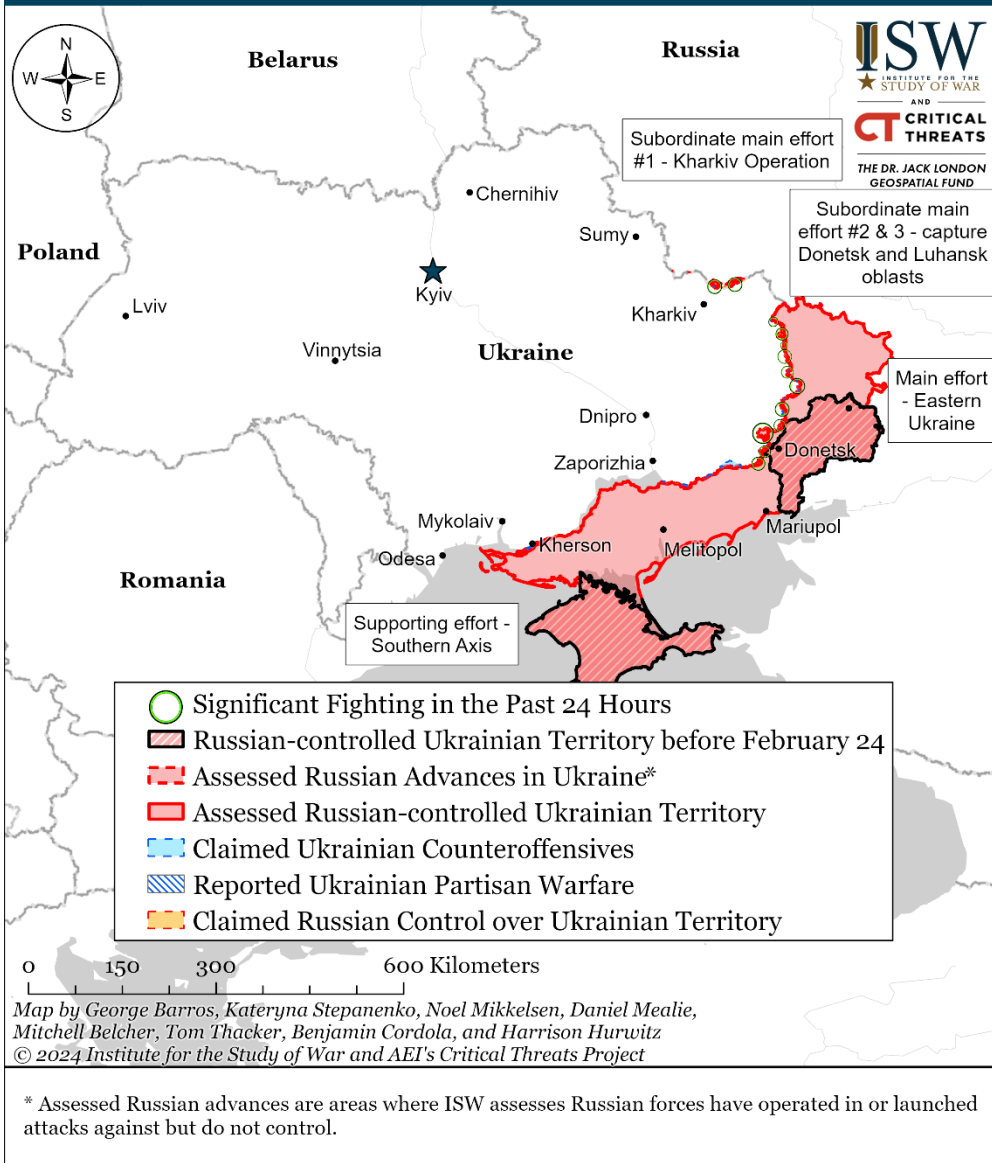 N
W
E
S
Belarus
Russia
ISW
INSTITUTE FOR THE
STUDY OF WAR
AND
CT CRITICAL
THREATS
THE DR. JACK LONDON
GEOSPATIAL FUND
Subordinate main effort
#1 - Kharkiv Operation
Subordinate main
effort #2 & 3 - capture
Donetsk and Luhansk
oblasts
Chernihiv
Sumy
Poland
Kyiv
Lviv
Kharkiv
Vinnytsia
Ukraine
Main effort
- Eastern
Ukraine
Dnipro
Donetsk
Zaporizhia
Mykolaiv
Mariupol
Kherson
Melitopol
Odesa
Romania
Supporting effort -
Southern Axis
Significant Fighting in the Past 24 Hours
Russian-controlled Ukrainian Territory before February 24
Assessed Russian Advances in Ukraine*
Assessed Russian-controlled Ukrainian Territory
Claimed Ukrainian Counteroffensives
Reported Ukrainian Partisan Warfare
Claimed Russian Control over Ukrainian Territory
0 150 300 600 Kilometers
Map by George Barros, Kateryna Stepanenko, Noel Mikkelsen, Daniel Mealie,
Mitchell Belcher, Tom Thacker, Benjamin Cordola, and Harrison Hurwitz
© 2024 Institute for the Study of War and AEI's Critical Threats Project
* Assessed Russian advances are areas where ISW assesses Russian forces have operated in or launched
attacks against but do not control.